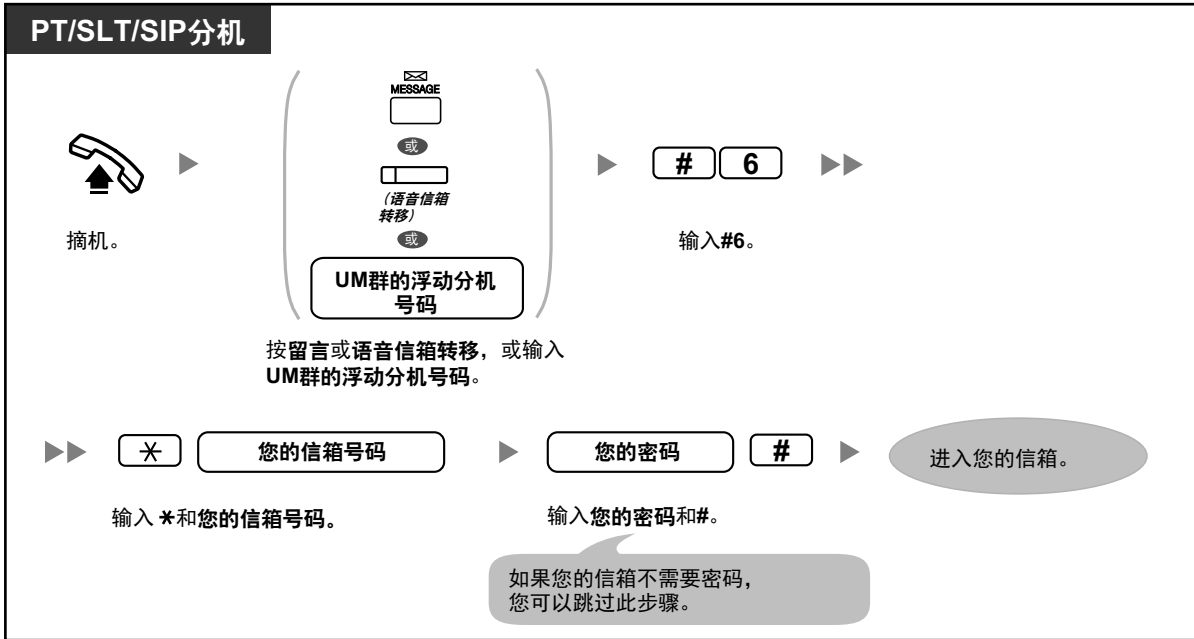 PT/SLT/SIP分机
MESSAGE
或
(语音信箱
转移)
或
UM群的浮动分机
号码
# 6
摘机。
按留言或语音信箱转移，或输入
UM群的浮动分机号码。
输入#6。
* 您的信箱号码
您的密码 #
进入您的信箱。
输入 *和您的信箱号码。
输入您的密码和#。
如果您的信箱不需要密码，
您可以跳过此步骤。